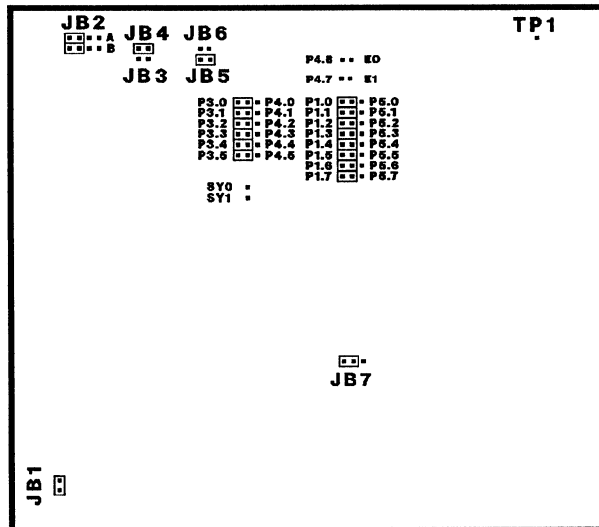 JB2 A JB4 JB6 TP1
B
JB3 JB5 P4.6 E0
P4.7 E1
P3.0 P4.0 P1.0 P5.0
P3.1 P4.1 P1.1 P5.1
P3.2 P4.2 P1.2 P5.2
P3.3 P4.3 P1.3 P5.3
P3.4 P4.4 P1.4 P5.4
P3.5 P4.5 P1.5 P5.5
P1.6 P5.6
P1.7 P5.7
SY0
SY1
JB7
JB1